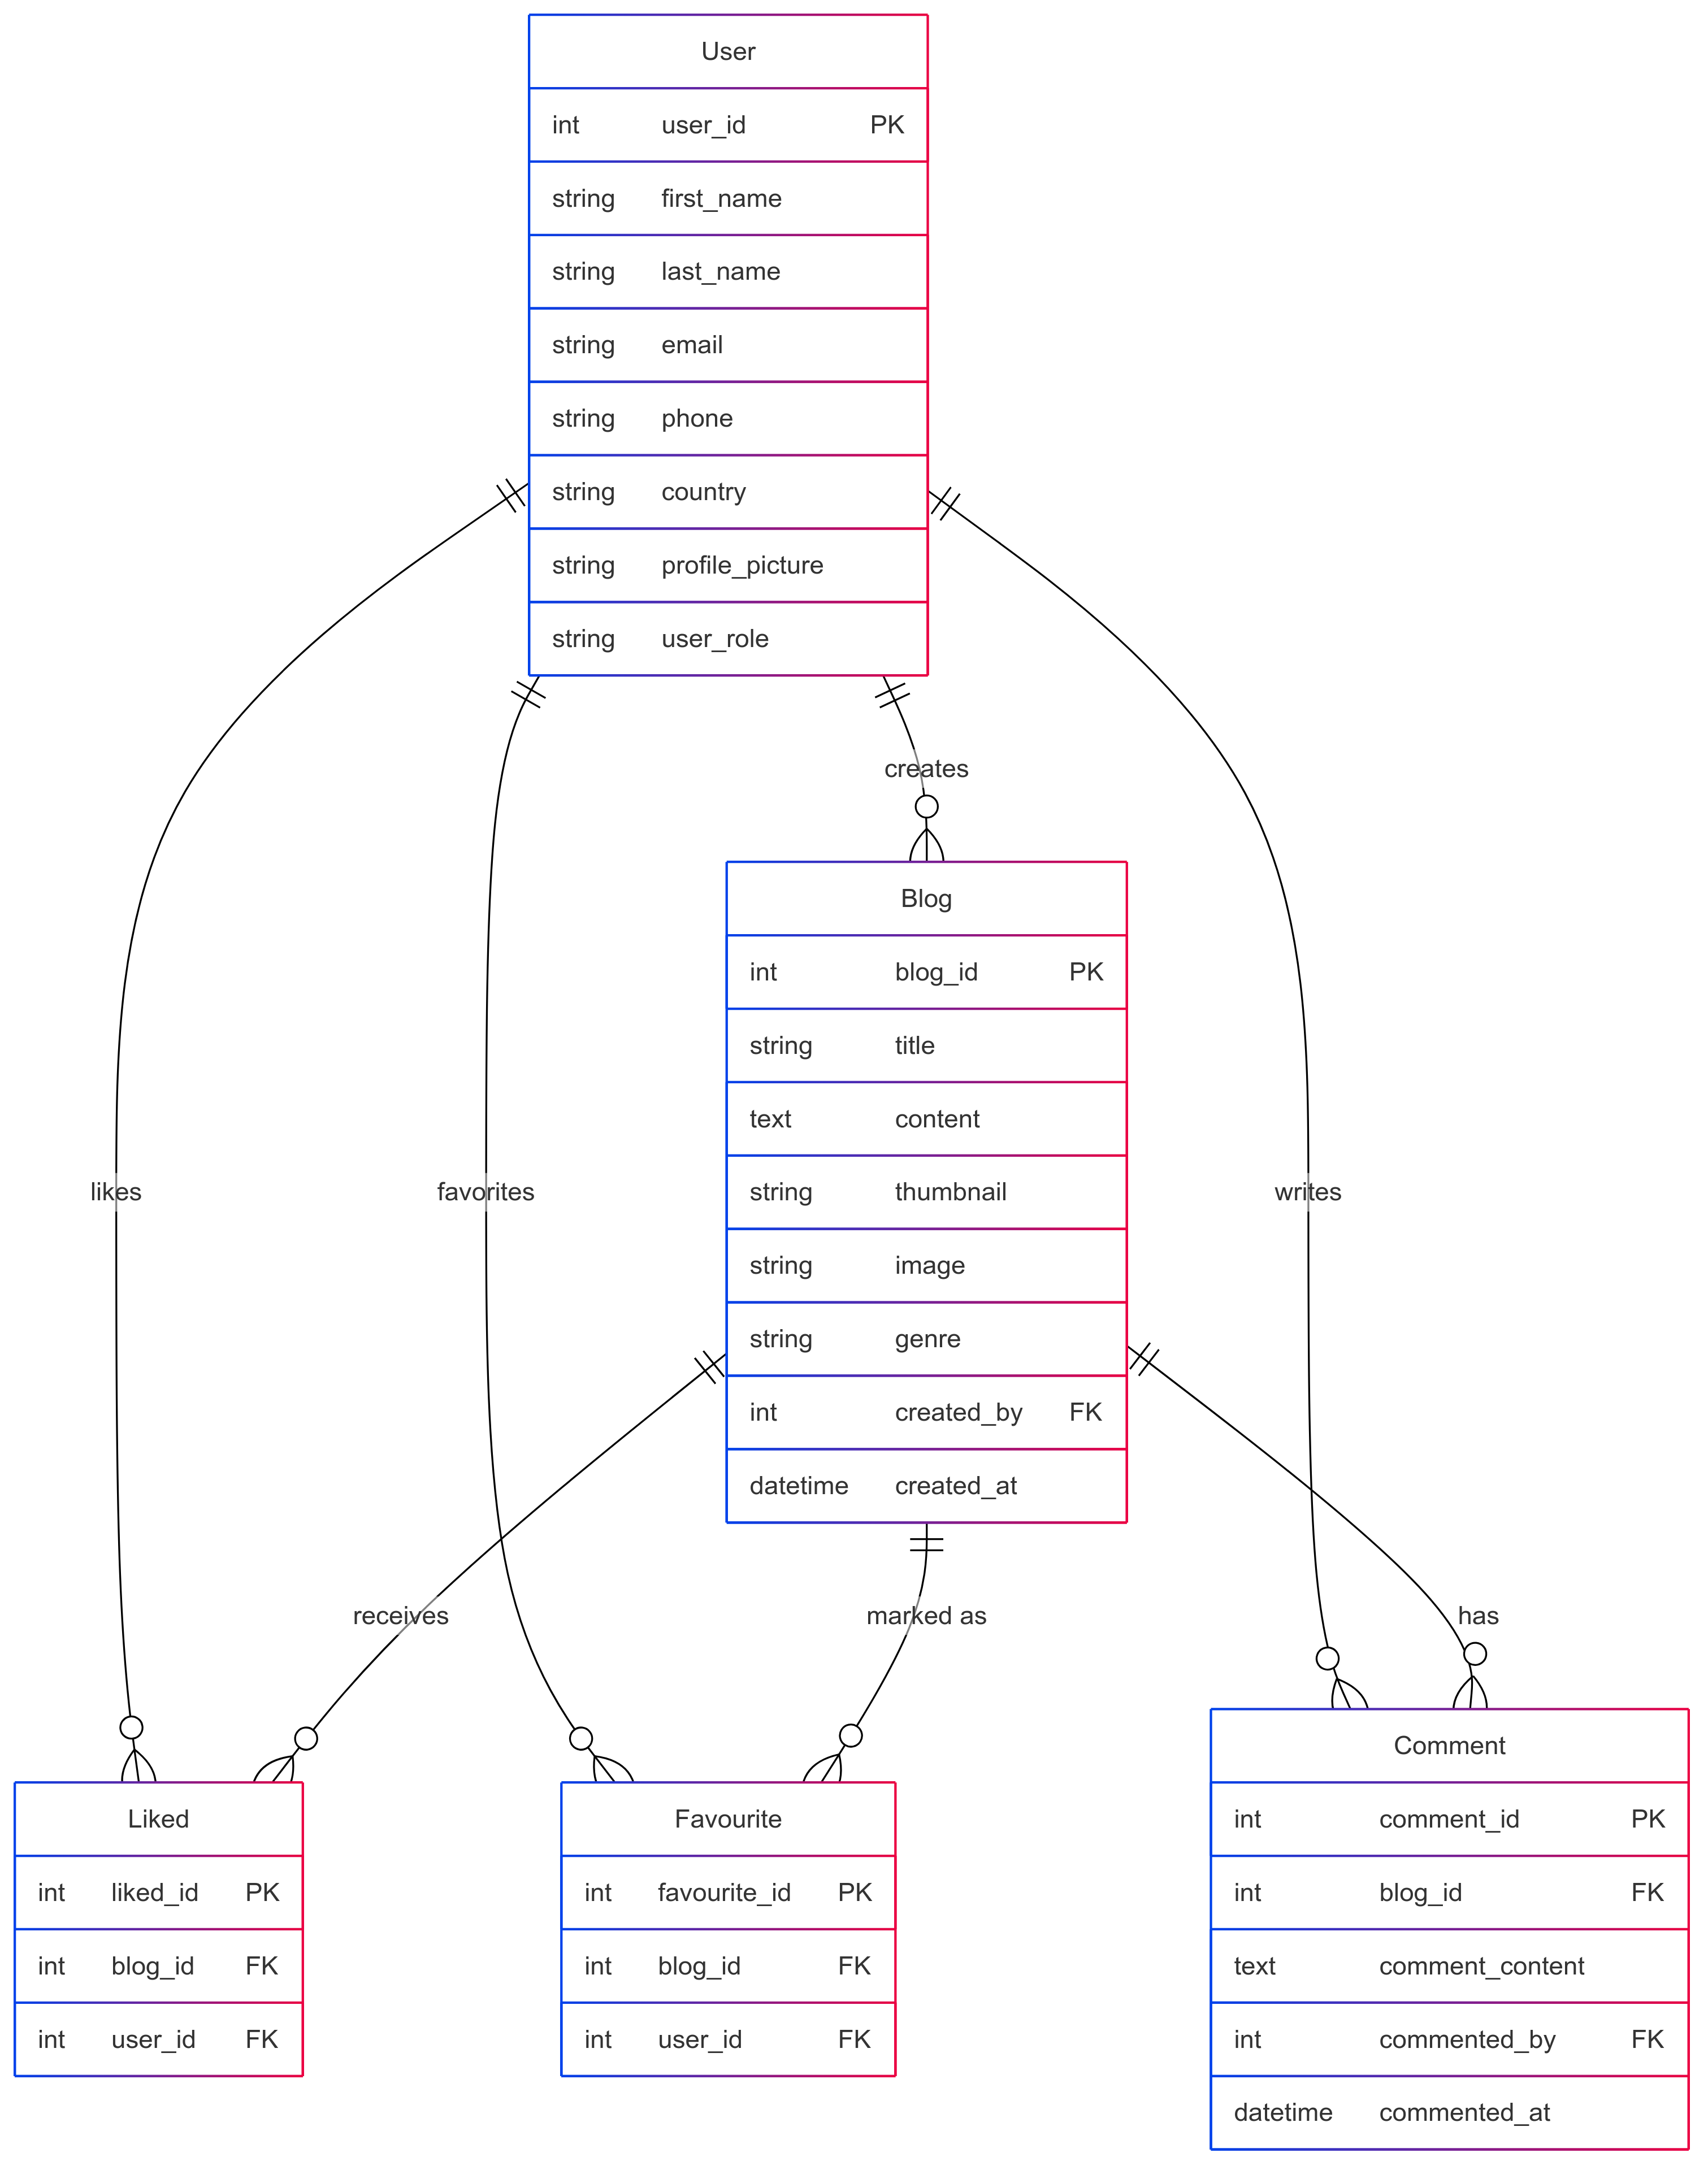 User
int user_id PK
string first_name
string last_name
string email
string phone
string country
string profile_picture
string user_role
creates
Blog
int blog_id PK
string title
text content
string thumbnail
string image
string genre
int created_by FK
datetime created_at
likes
favorites
writes
receives
marked as
has
Liked
int liked_id PK
int blog_id FK
int user_id FK
Favourite
int favourite_id PK
int blog_id FK
int user_id FK
Comment
int comment_id PK
int blog_id FK
text comment_content
int commented_by FK
datetime commented_at